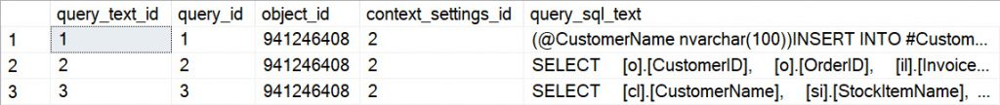 query_text_id query_id object_id context_settings_id query_sql_text
1 1 1 941246408 2 (@CustomerName nvarchar(100))INSERT INTO #Custom...
2 2 2 941246408 2 SELECT [o].[CustomerID], [o].[OrderID], [il].[Invoice...
3 3 3 941246408 2 SELECT [cl].[CustomerName], [si].[StockItemName], ...